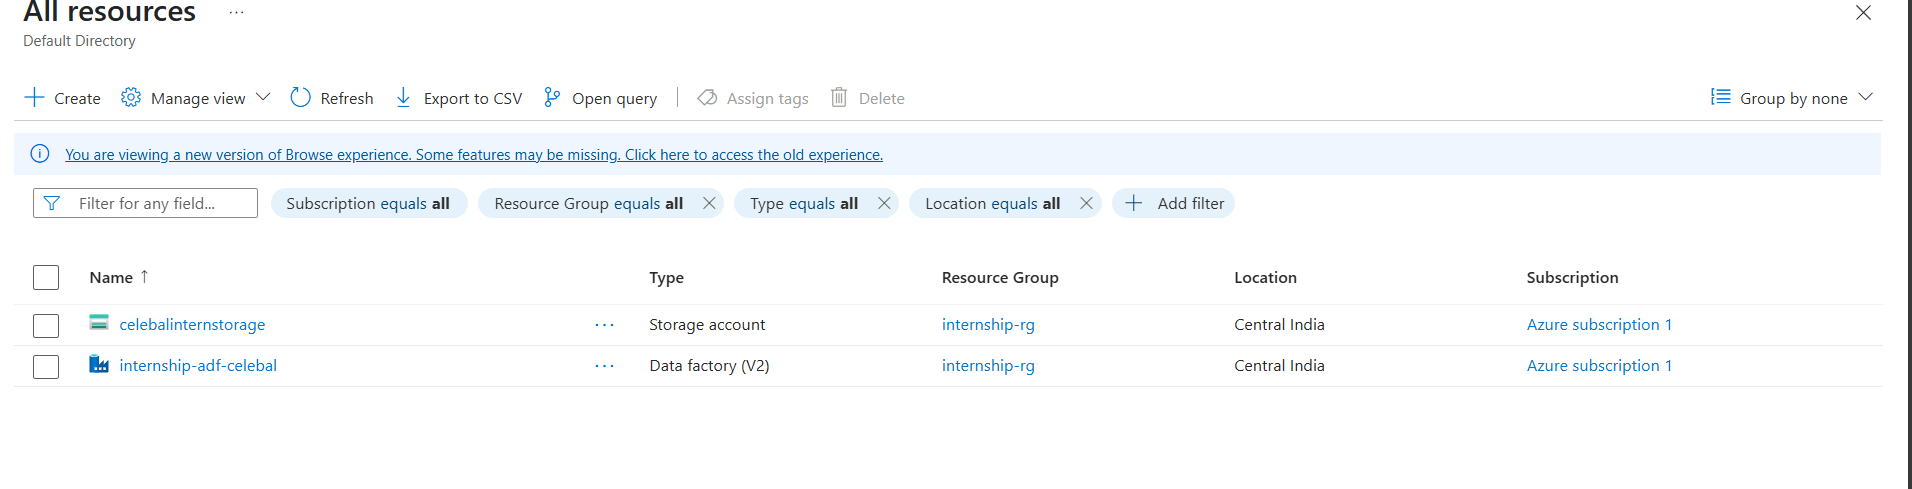 All resources ...
Default Directory
Create Manage view Refresh Export to CSV Open query Assign tags Delete Group by none
You are viewing a new version of Browse experience. Some features may be missing. Click here to access the old experience.
Filter for any field... Subscription equals all Resource Group equals all Type equals all Location equals all Add filter
Name ↑ Type Resource Group Location Subscription
celebalinternstorage ... Storage account internship-rg Central India Azure subscription 1
internship-adf-celebal ... Data factory (V2) internship-rg Central India Azure subscription 1